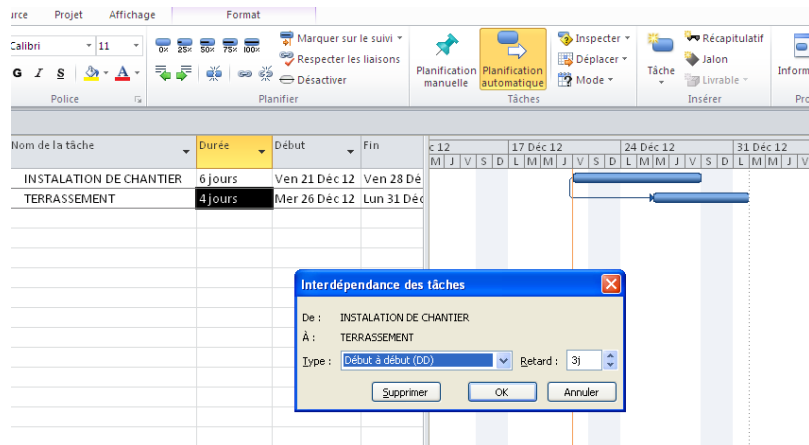 urce Projet Affichage Format
Calibri 11 0× 25× 50× 75× 100× Marquer sur le suivi Inspecter Récapitulatif
Respecter les liaisons Déplacer Jalon
G I S A Désactiver Planification manuelle Planification automatique Mode Tâche Livrable Inform
Police Planifier Tâches Insérer Pro
Nom de la tâche Durée Début Fin c 12 17 Déc 12 24 Déc 12 31 Déc 12
M J V S D L M M J V S D L M M J V S D L M M J V
INSTALATION DE CHANTIER 6 jours Ven 21 Déc 12 Ven 28 Dé
TERRASSEMENT 4 jours Mer 26 Déc 12 Lun 31 Déc
Interdépendance des tâches
De : INSTALATION DE CHANTIER
À : TERRASSEMENT
Type : Début à début (DD) Retard : 3j
Supprimer OK Annuler